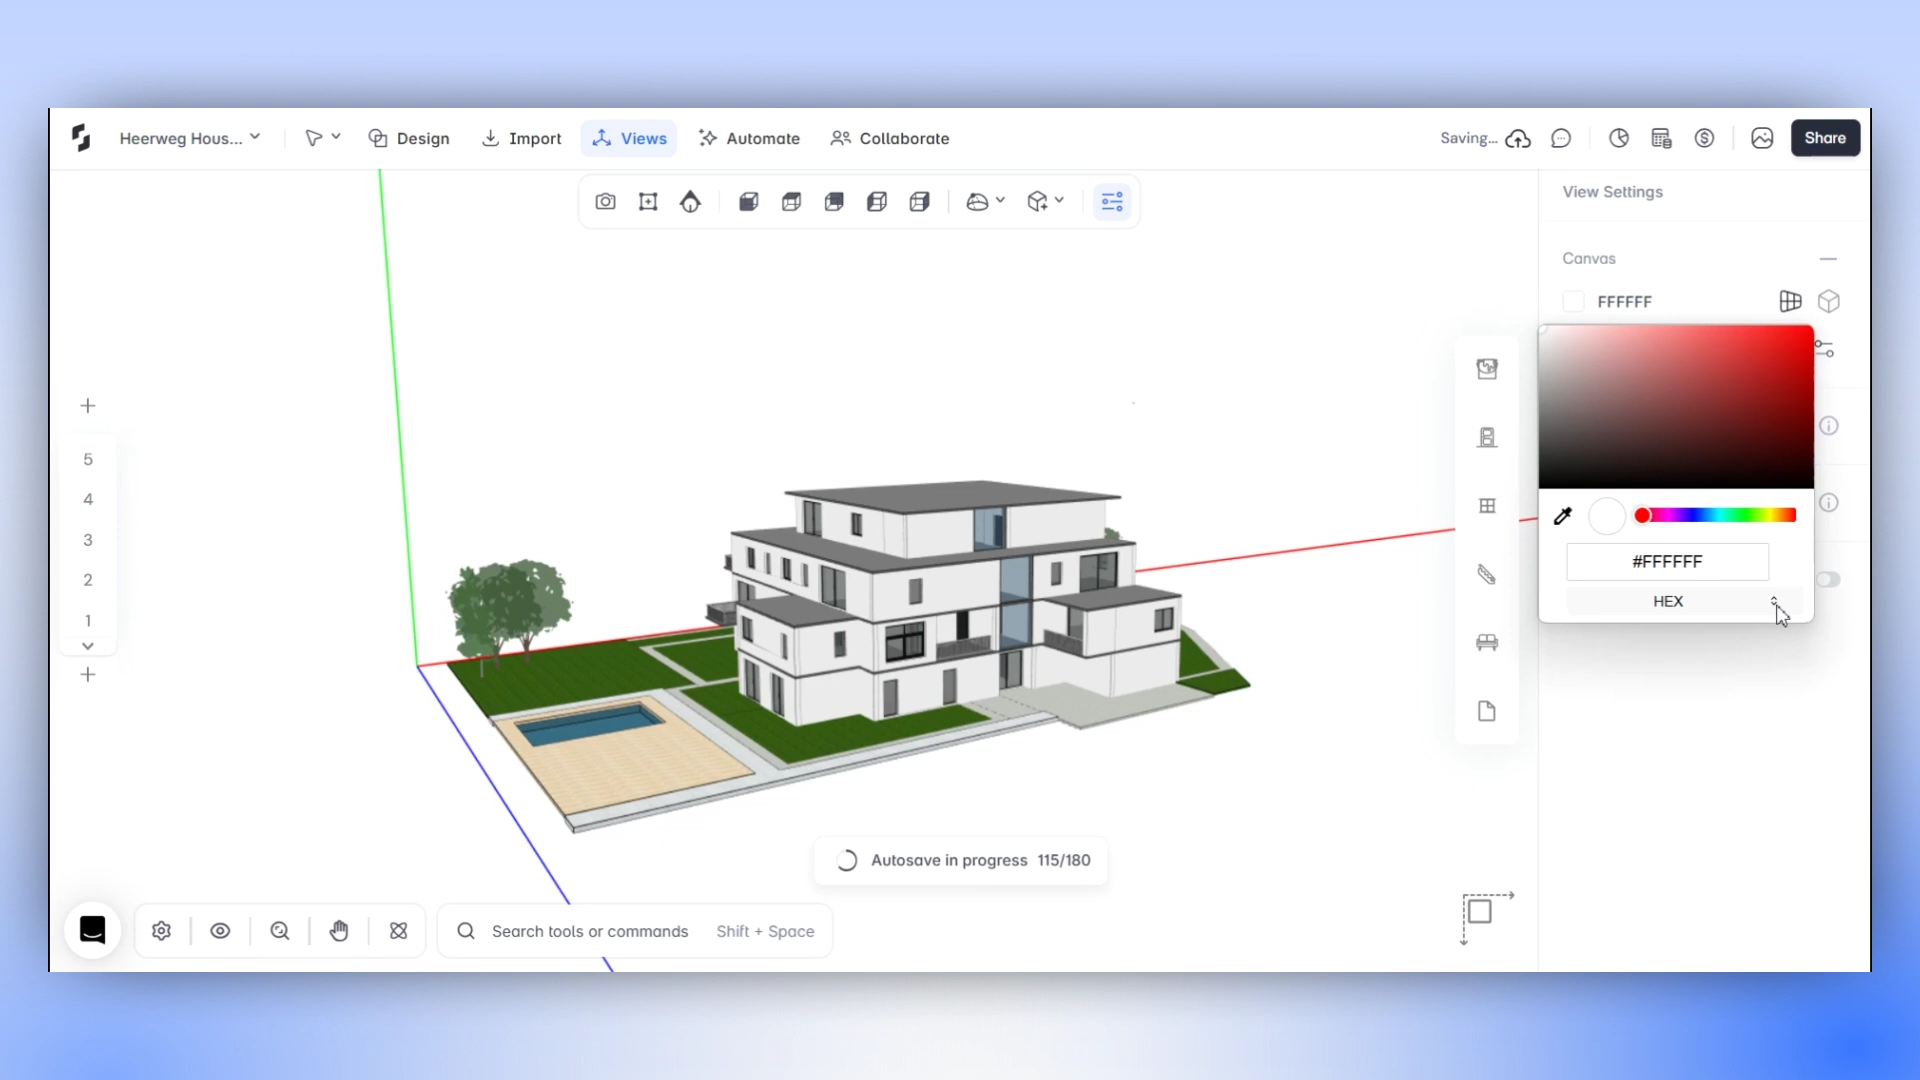 Heerweg Hous...
Design
Import
Views
Automate
Collaborate
Saving...
Share
View Settings
Canvas
FFFFFF
#FFFFFF
HEX
5
4
3
2
1
Autosave in progress 115/180
Search tools or commands Shift + Space